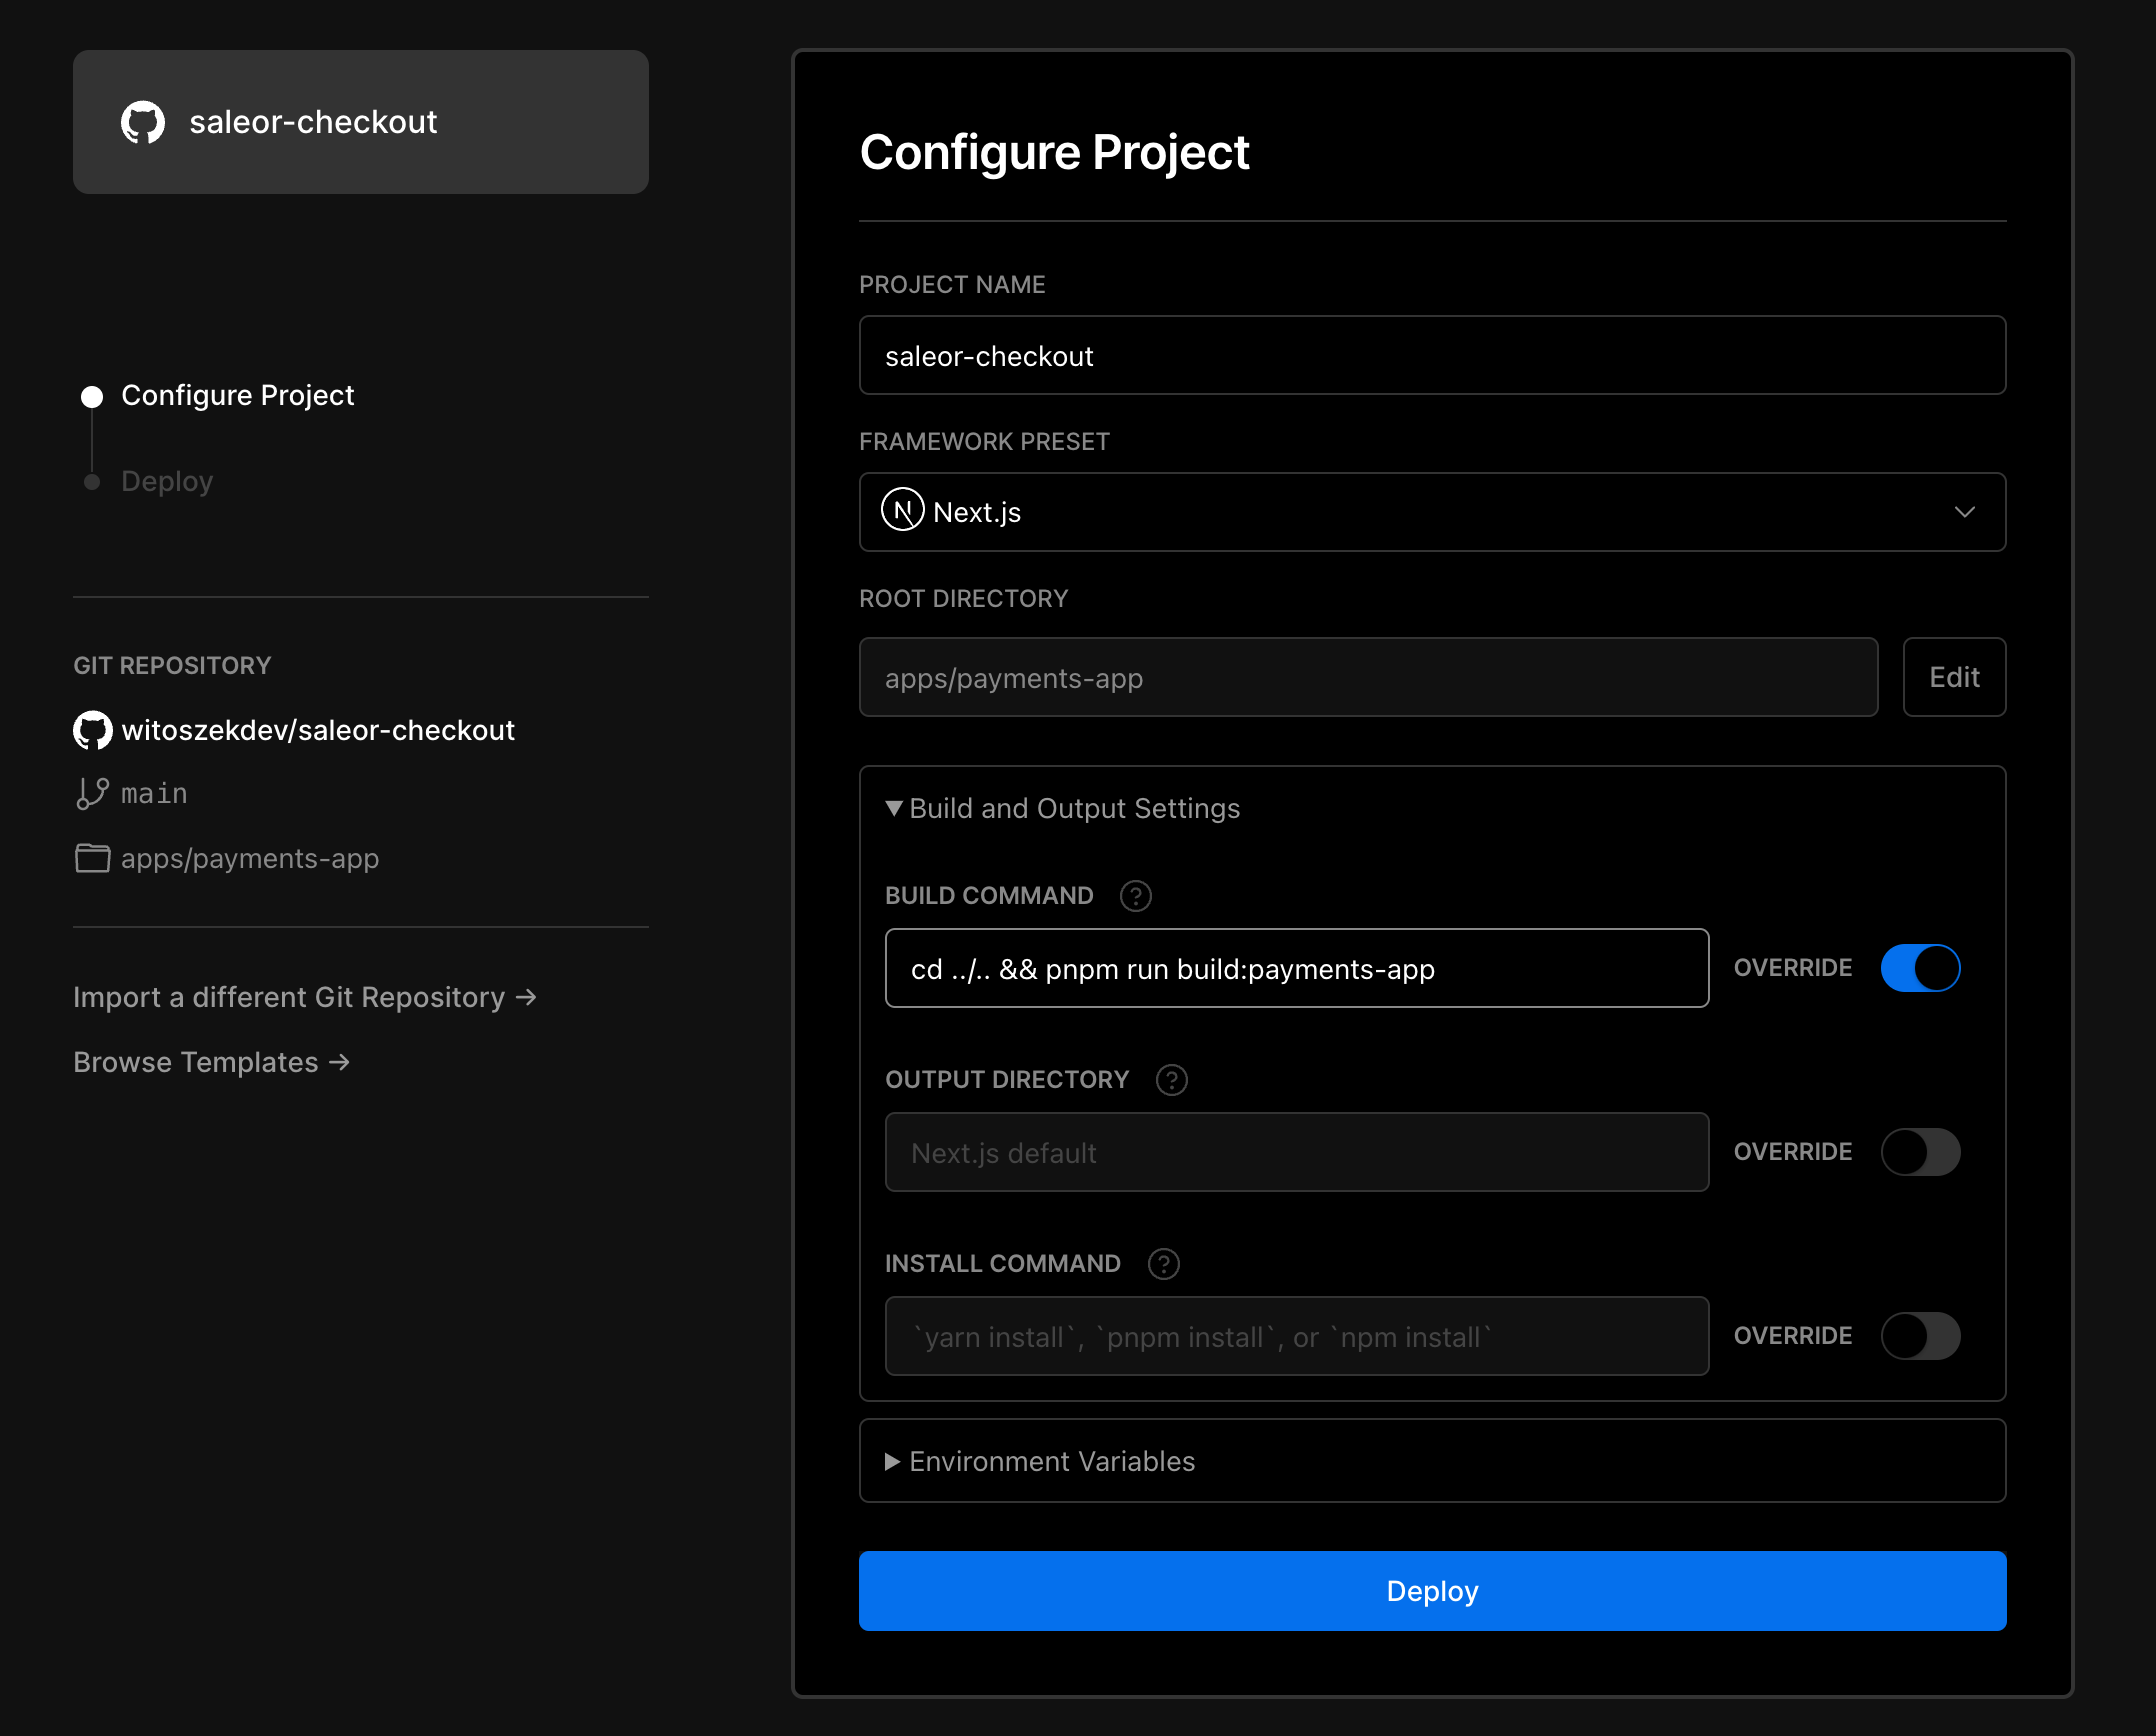 saleor-checkout
Configure Project
Deploy
GIT REPOSITORY
witoszekdev/saleor-checkout
main
apps/payments-app
Import a different Git Repository →
Browse Templates →
Configure Project
PROJECT NAME
saleor-checkout
FRAMEWORK PRESET
N Next.js
ROOT DIRECTORY
apps/payments-app Edit
▼ Build and Output Settings
BUILD COMMAND ?
cd ../.. && pnpm run build:payments-app OVERRIDE
OUTPUT DIRECTORY ?
Next.js default OVERRIDE
INSTALL COMMAND ?
`yarn install`, `pnpm install`, or `npm install` OVERRIDE
▶ Environment Variables
Deploy